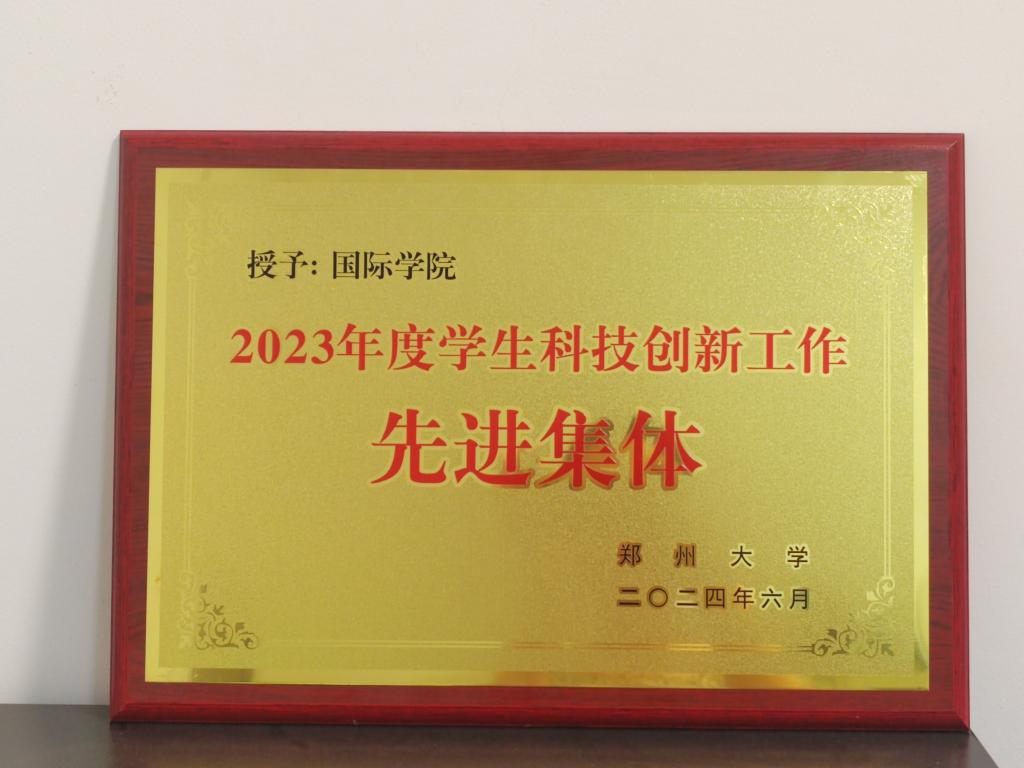 授予: 国际学院
2023年度学生科技创新工作
先进集体
郑州大学
二〇二四年六月